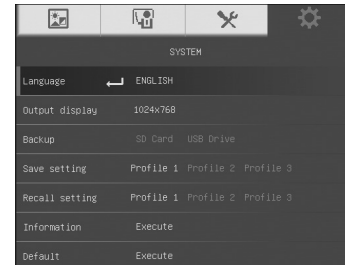 SYSTEM
Language ENGLISH
Output display 1024x768
Backup SD Card USB Drive
Save setting Profile 1 Profile 2 Profile 3
Recall setting Profile 1 Profile 2 Profile 3
Information Execute
Default Execute